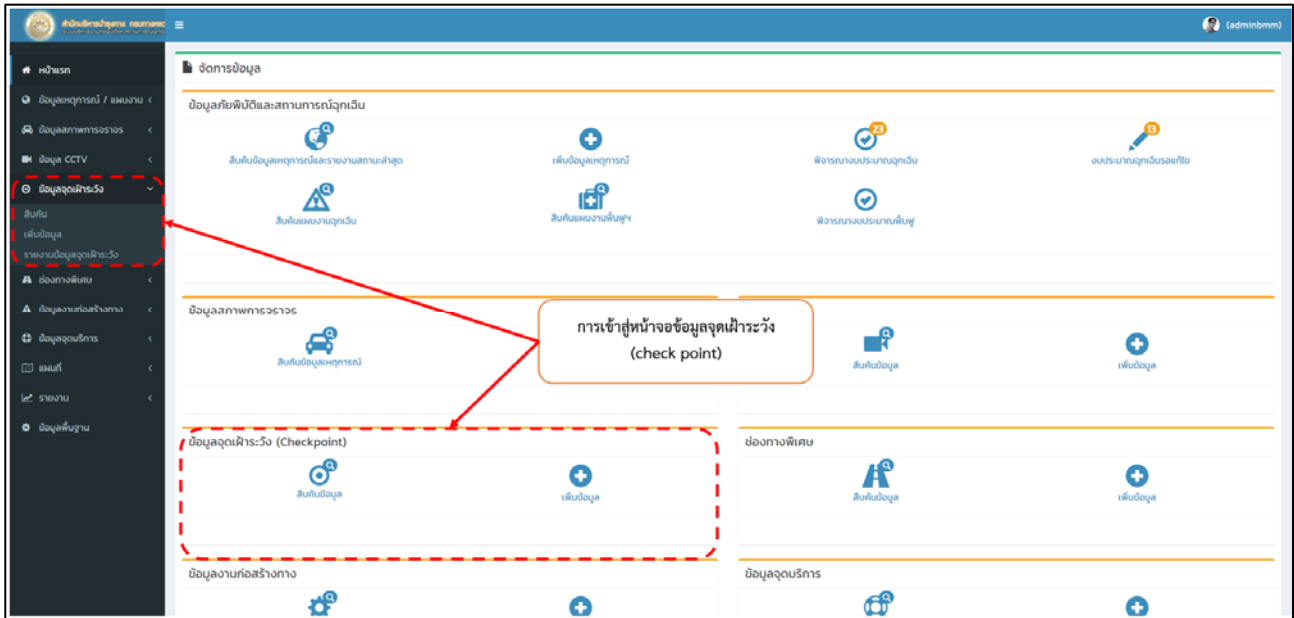 สำนักบริหารบำรุงทาง
(adminbmm)
หน้าแรก
ข้อมูลเหตุการณ์ / แผนงาน
ข้อมูลสภาพการจราจร
ข้อมูล CCTV
ข้อมูลจุดเฝ้าระวัง
สืบค้น
เพิ่มข้อมูล
รายงานข้อมูลจุดเฝ้าระวัง
ช่องทางพิเศษ
ข้อมูลงานก่อสร้างทาง
ข้อมูลจุดบริการ
แผนที่
รายงาน
ข้อมูลพื้นฐาน
จัดการข้อมูล
ข้อมูลภัยพิบัติและสถานการณ์ฉุกเฉิน
23 13
สืบค้นข้อมูลเหตุการณ์และรายงานสถานะล่าสุด เพิ่มข้อมูลเหตุการณ์ พิจารณางบประมาณฉุกเฉิน งบประมาณฉุกเฉินรอแก้ไข
สืบค้นแผนงานฉุกเฉิน สืบค้นแผนงานฟื้นฟูฯ พิจารณางบประมาณฟื้นฟู
ข้อมูลสภาพการจราจร
สืบค้นข้อมูลเหตุการณ์
การเข้าสู่หน้าจอข้อมูลจุดเฝ้าระวัง
(check point)
สืบค้นข้อมูล เพิ่มข้อมูล
ข้อมูลจุดเฝ้าระวัง (Checkpoint) ช่องทางพิเศษ
สืบค้นข้อมูล เพิ่มข้อมูล สืบค้นข้อมูล เพิ่มข้อมูล
ข้อมูลงานก่อสร้างทาง ข้อมูลจุดบริการ